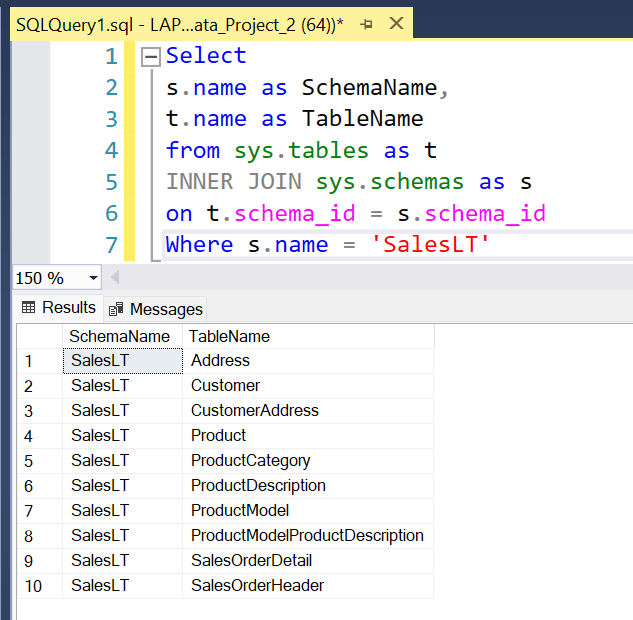 SQLQuery1.sql - LAP...ata_Project_2 (64))*
1 Select
2 s.name as SchemaName,
3 t.name as TableName
4 from sys.tables as t
5 INNER JOIN sys.schemas as s
6 on t.schema_id = s.schema_id
7 Where s.name = 'SalesLT'
150 %
Results Messages
SchemaName TableName
1 SalesLT Address
2 SalesLT Customer
3 SalesLT CustomerAddress
4 SalesLT Product
5 SalesLT ProductCategory
6 SalesLT ProductDescription
7 SalesLT ProductModel
8 SalesLT ProductModelProductDescription
9 SalesLT SalesOrderDetail
10 SalesLT SalesOrderHeader